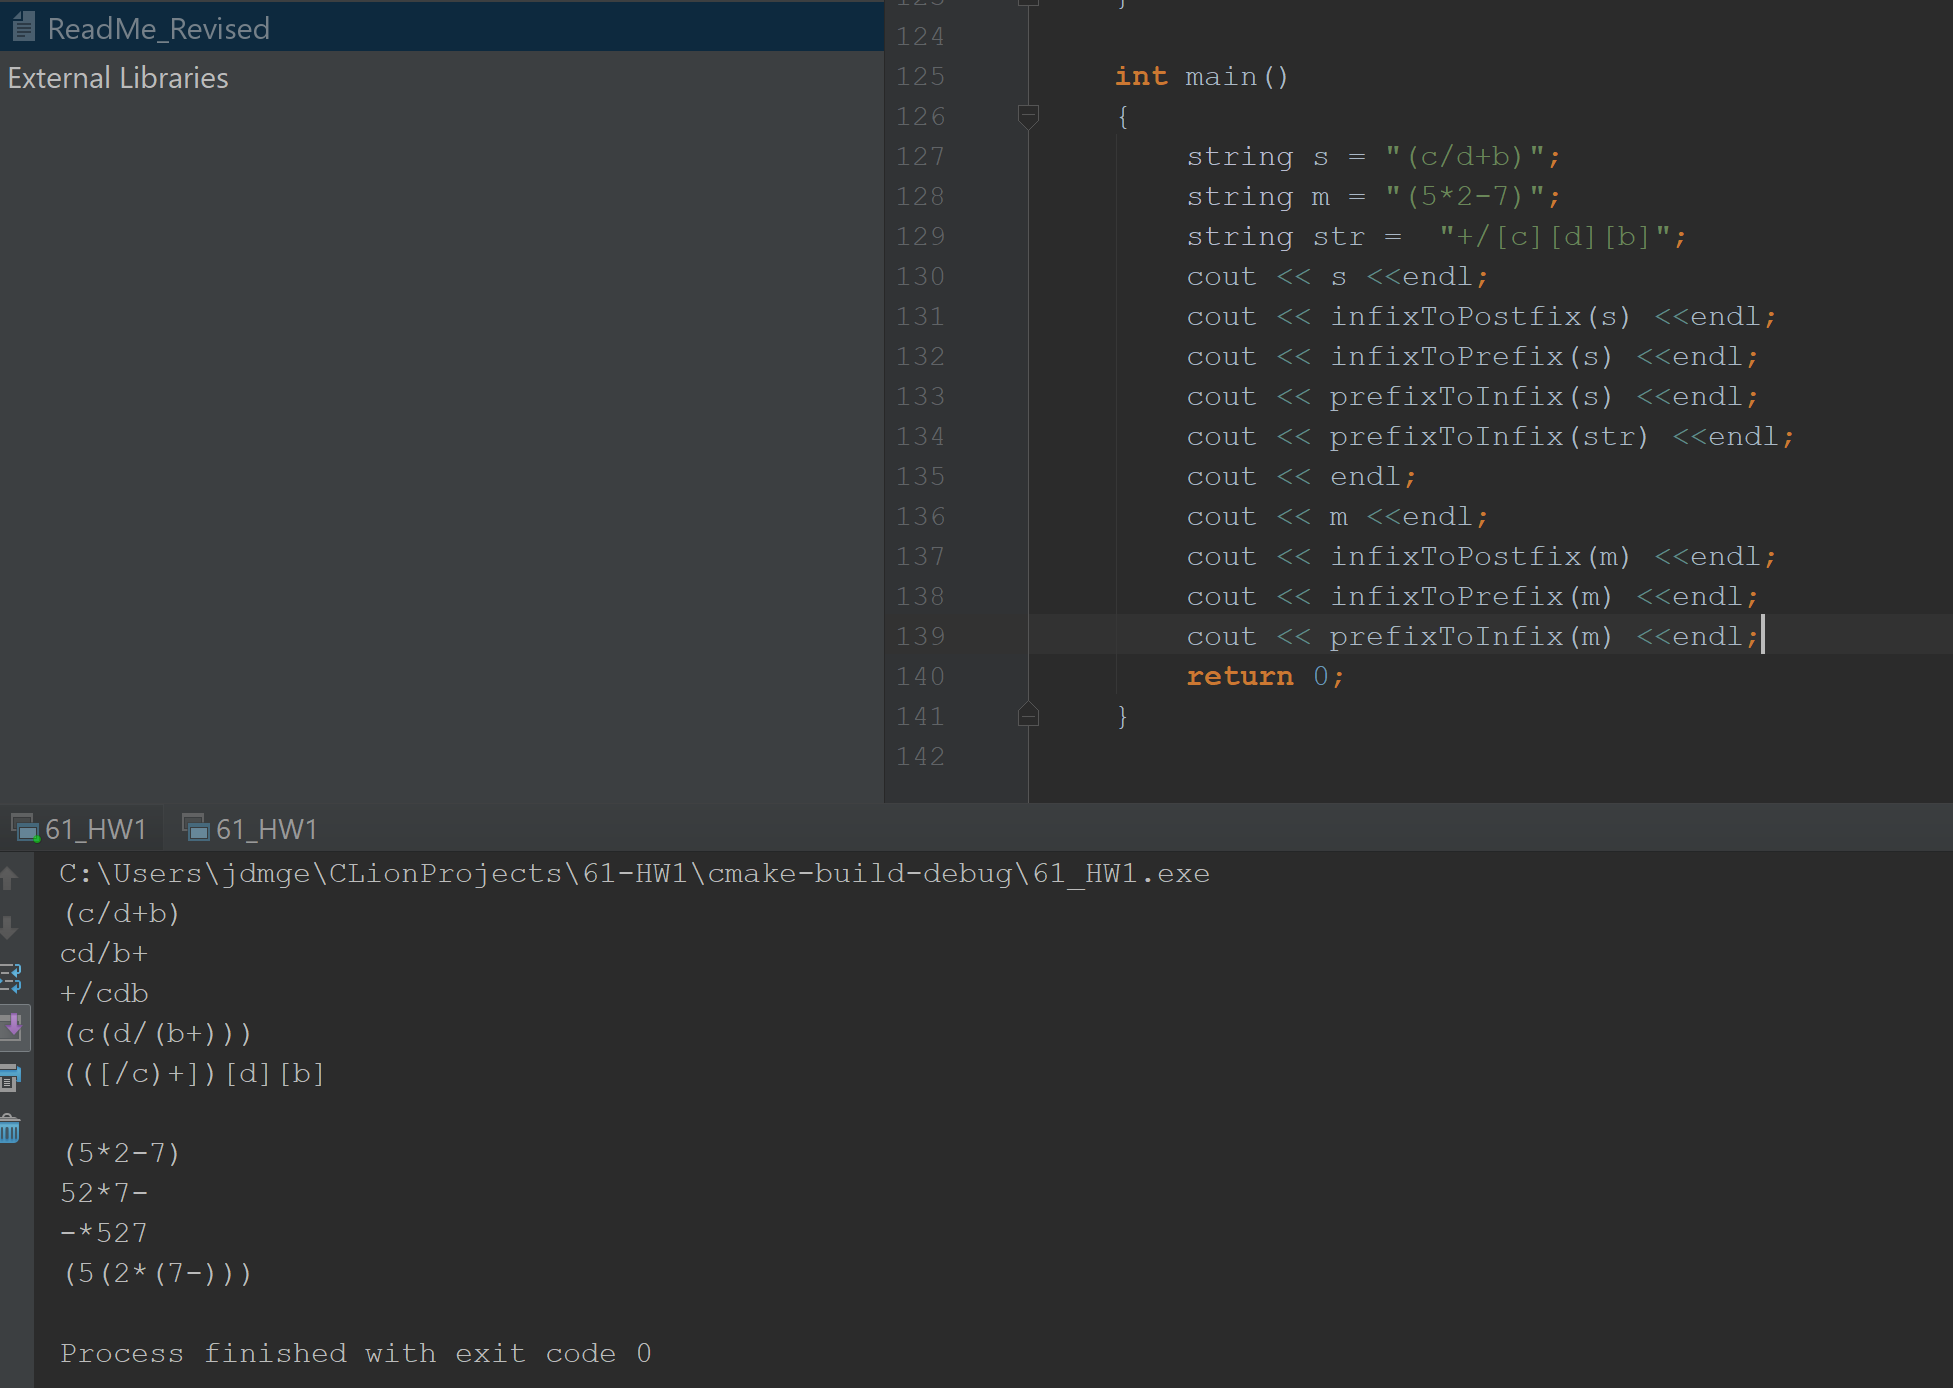 ReadMe_Revised
External Libraries
123 }
124
125 int main()
126 {
127 string s = "(c/d+b)";
128 string m = "(5*2-7)";
129 string str =  "+/[c][d][b]";
130 cout << s <<endl;
131 cout << infixToPostfix(s) <<endl;
132 cout << infixToPrefix(s) <<endl;
133 cout << prefixToInfix(s) <<endl;
134 cout << prefixToInfix(str) <<endl;
135 cout << endl;
136 cout << m <<endl;
137 cout << infixToPostfix(m) <<endl;
138 cout << infixToPrefix(m) <<endl;
139 cout << prefixToInfix(m) <<endl;
140 return 0;
141 }
142
61_HW1 61_HW1
C:\Users\jdmge\CLionProjects\61-HW1\cmake-build-debug\61_HW1.exe
(c/d+b)
cd/b+
+/cdb
(c(d/(b+)))
(([/c)+])[d][b]
(5*2-7)
52*7-
-*527
(5(2*(7-)))
Process finished with exit code 0